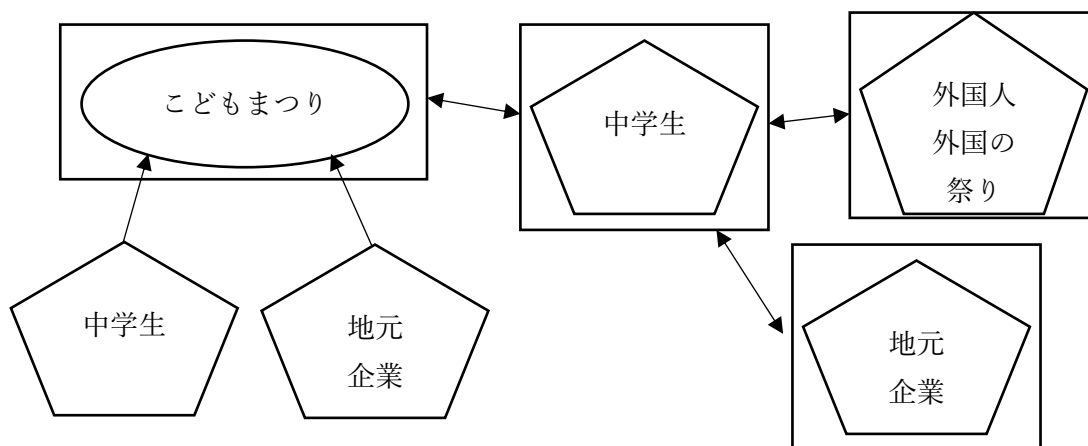 こどもまつり
中学生
外国人
外国の
祭り
中学生
地元
企業
地元
企業